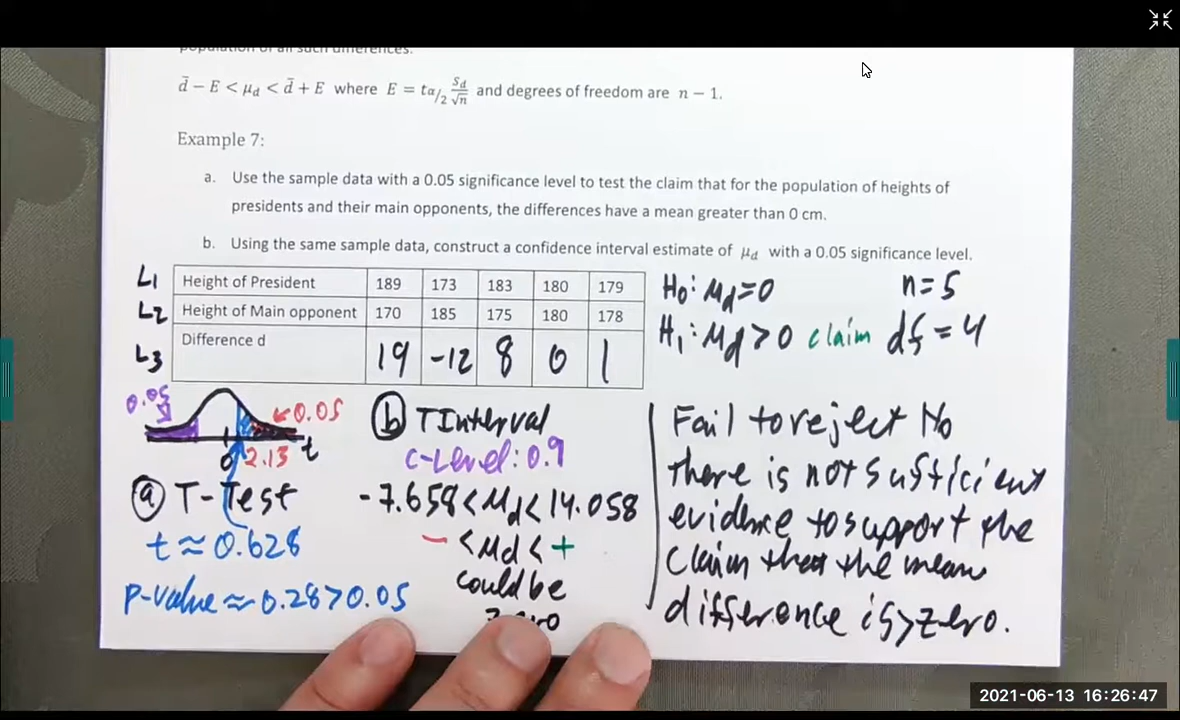 population of all such differences.
d̄ − E < μd < d̄ + E where E = tα/2 Sd/√n and degrees of freedom are n − 1.
Example 7:
a. Use the sample data with a 0.05 significance level to test the claim that for the population of heights of
presidents and their main opponents, the differences have a mean greater than 0 cm.
b. Using the same sample data, construct a confidence interval estimate of μd with a 0.05 significance level.
L1 Height of President 189 173 183 180 179
L2 Height of Main opponent 170 185 175 180 178
L3 Difference d 19 -12 8 0 1
H0: μd=0 n=5
H1: μd>0 claim df=4
0.05 0.05
0 2.13 t
(a) T-Test
t≈0.628
p-value≈0.28>0.05
(b) TInterval
C-Level: 0.9
-7.658<μd<14.058
- <μd< +
could be
zero
Fail to reject H0
there is not sufficient
evidence to support the
claim that the mean
difference is > zero.
2021-06-13 16:26:47